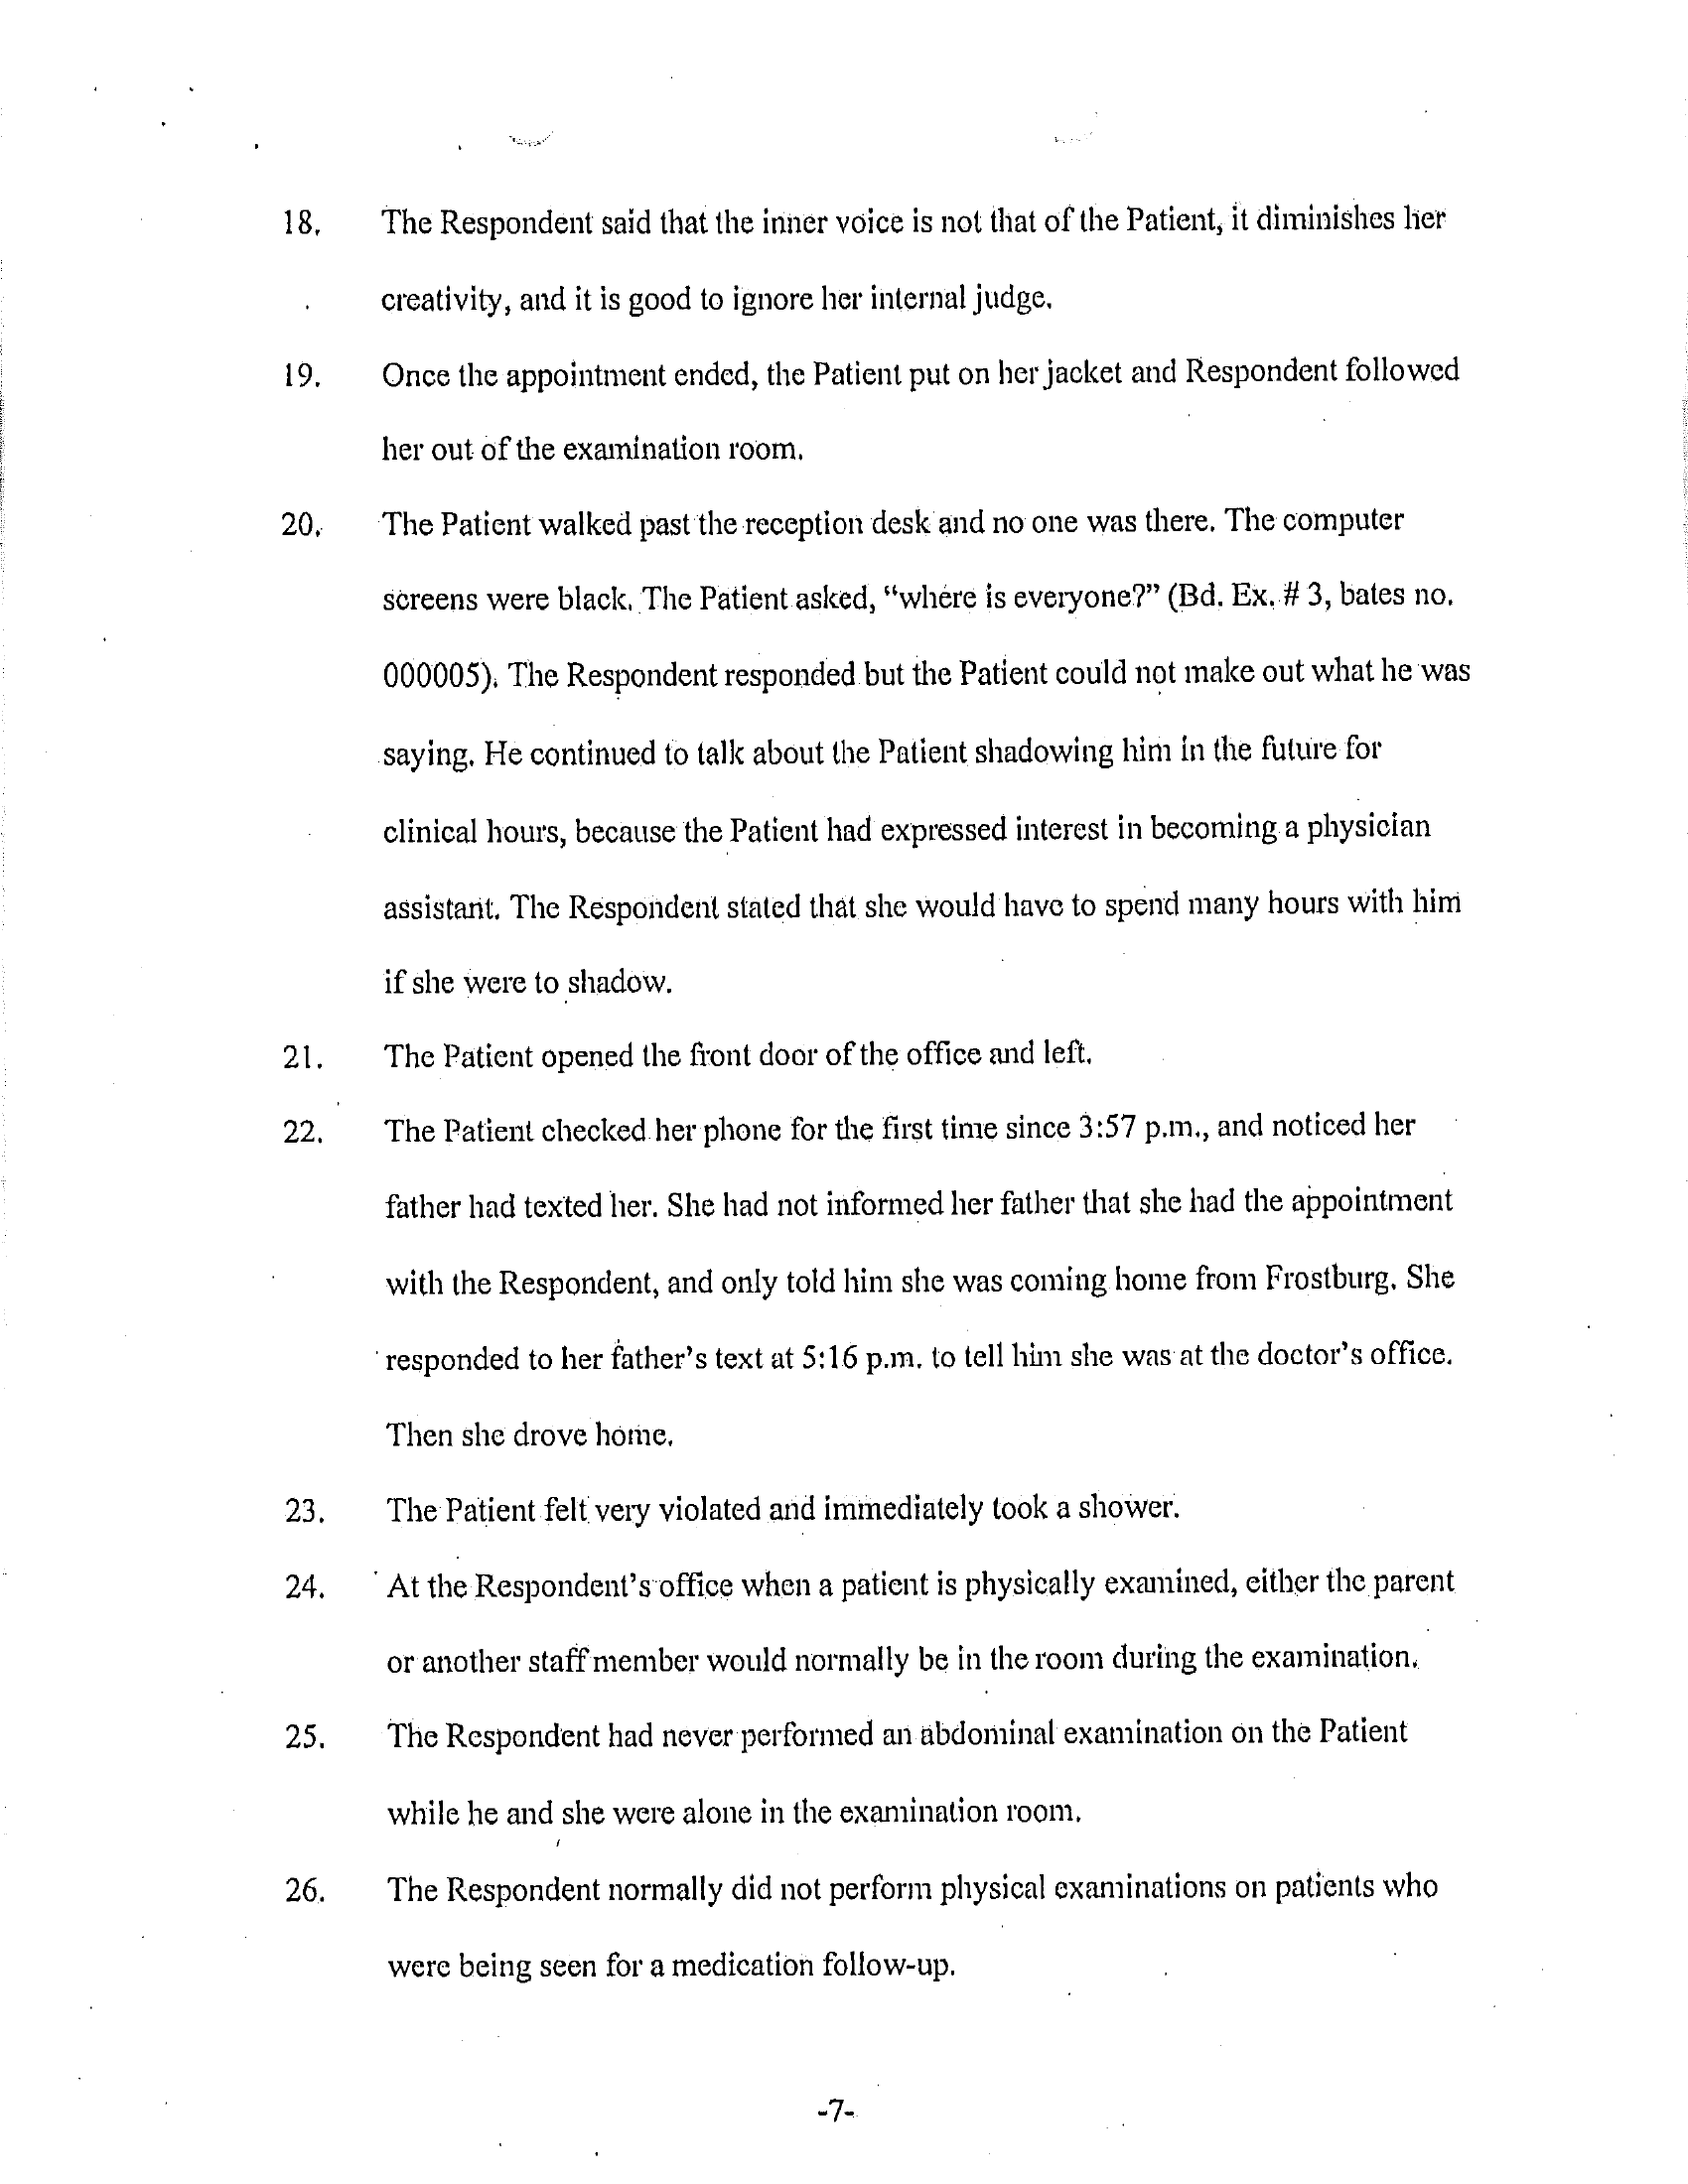 18. The Respondent said that the inner voice is not that of the Patient, it diminishes her
creativity, and it is good to ignore her internal judge.
19. Once the appointment ended, the Patient put on her jacket and Respondent followed
her out of the examination room.
20. The Patient walked past the reception desk and no one was there. The computer
screens were black. The Patient asked, “where is everyone?” (Bd. Ex. # 3, bates no.
000005). The Respondent responded but the Patient could not make out what he was
saying. He continued to talk about the Patient shadowing him in the future for
clinical hours, because the Patient had expressed interest in becoming a physician
assistant. The Respondent stated that she would have to spend many hours with him
if she were to shadow.
21. The Patient opened the front door of the office and left.
22. The Patient checked her phone for the first time since 3:57 p.m., and noticed her
father had texted her. She had not informed her father that she had the appointment
with the Respondent, and only told him she was coming home from Frostburg. She
responded to her father’s text at 5:16 p.m. to tell him she was at the doctor’s office.
Then she drove home.
23. The Patient felt very violated and immediately took a shower.
24. At the Respondent’s office when a patient is physically examined, either the parent
or another staff member would normally be in the room during the examination.
25. The Respondent had never performed an abdominal examination on the Patient
while he and she were alone in the examination room.
26. The Respondent normally did not perform physical examinations on patients who
were being seen for a medication follow-up.
-7-